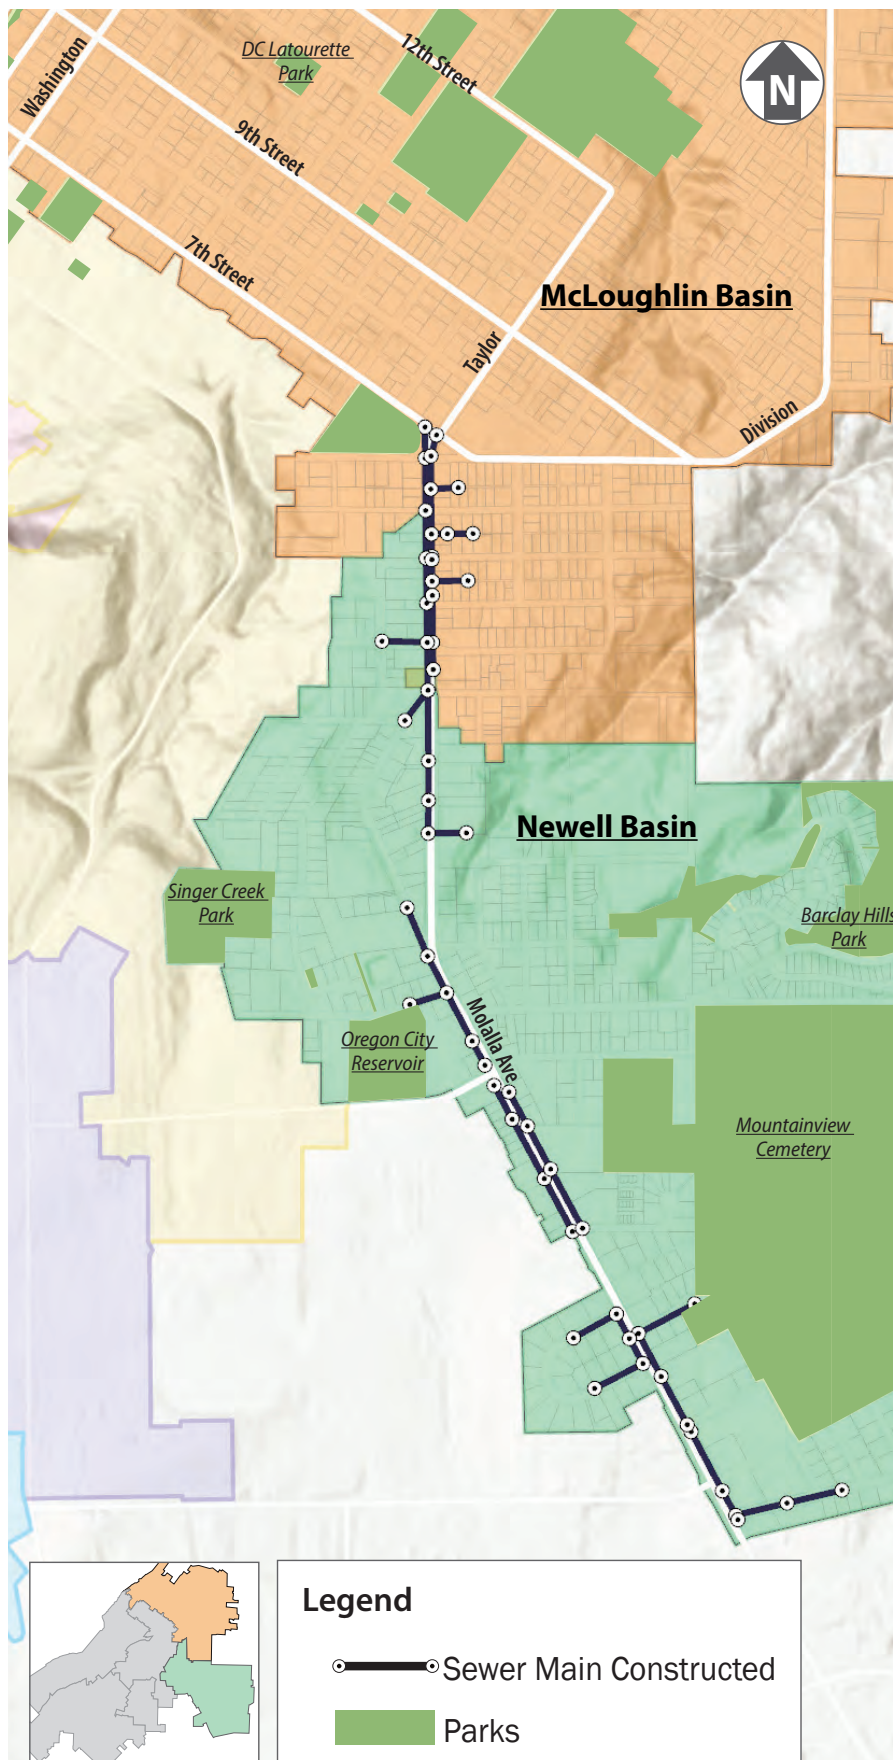 DC Latourette
Park
12th Street
N
Washington
9th Street
7th Street
McLoughlin Basin
Taylor
Division
Newell Basin
Singer Creek
Park
Barclay Hills
Park
Molalla Ave
Oregon City
Reservoir
Mountainview
Cemetery
Legend
Sewer Main Constructed
Parks